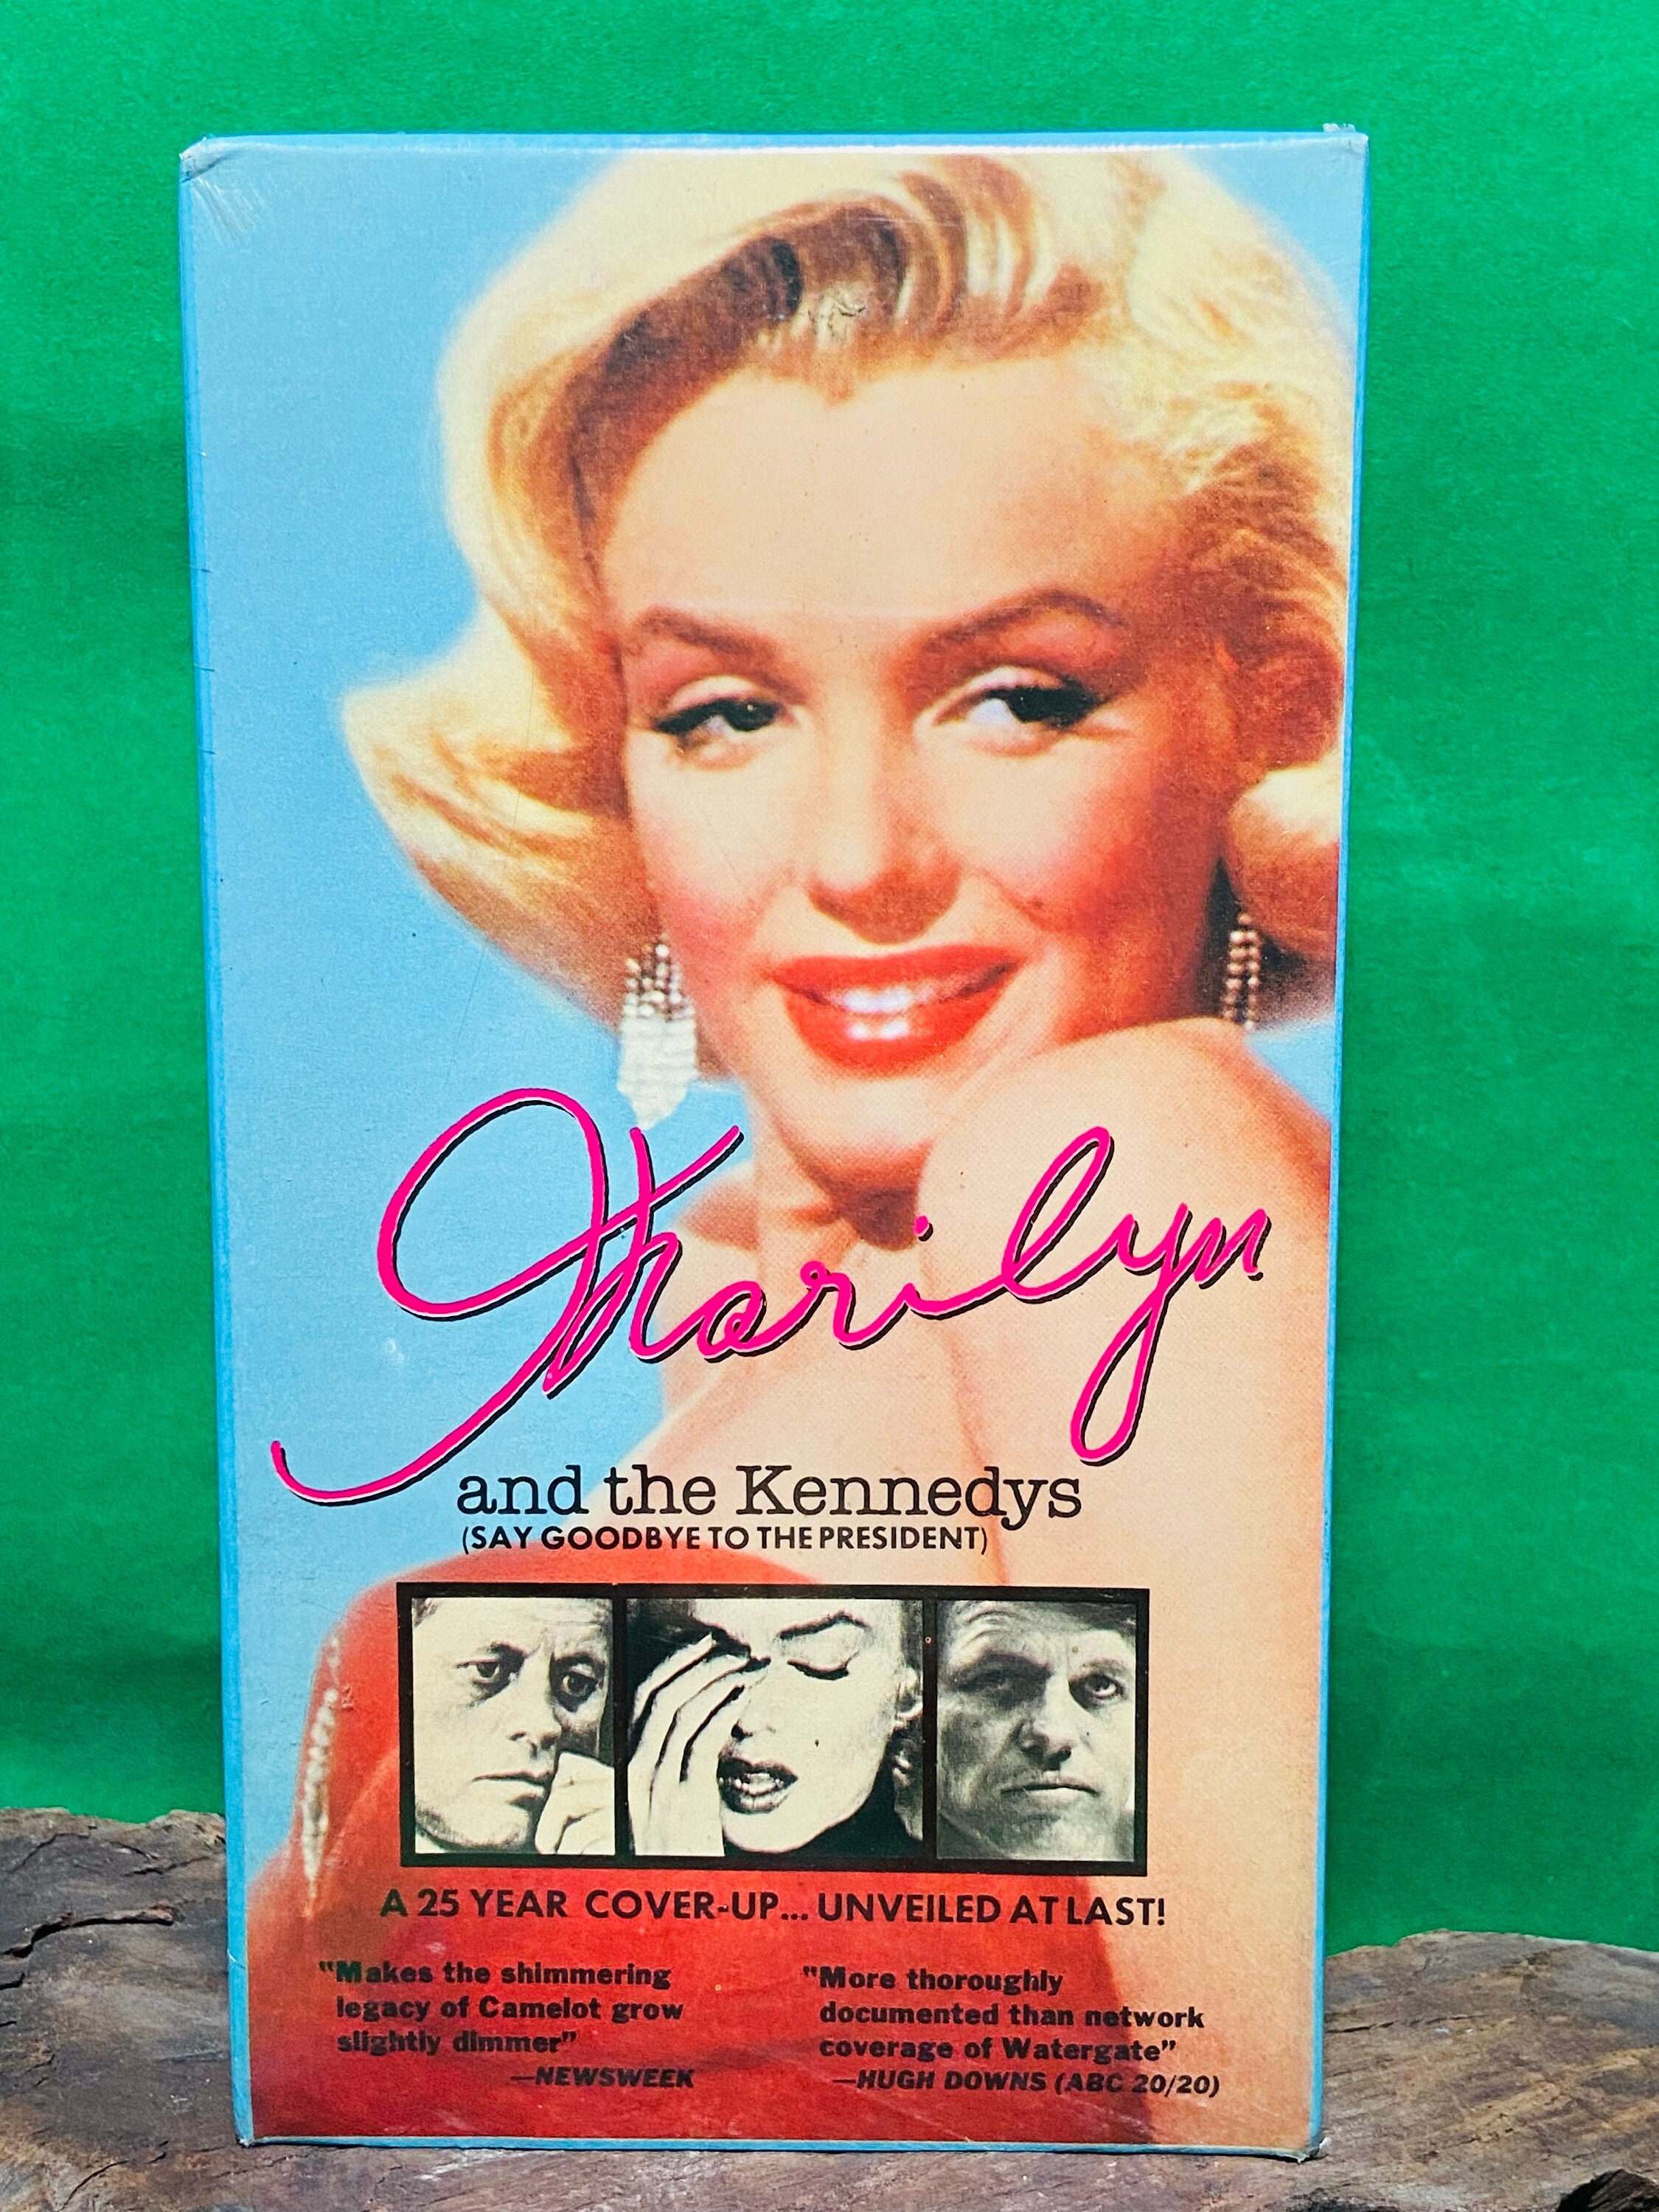 Marilyn
and the Kennedys
(SAY GOODBYE TO THE PRESIDENT)
A 25 YEAR COVER-UP... UNVEILED AT LAST!
"Makes the shimmering
legacy of Camelot grow
slightly dimmer"
—NEWSWEEK
"More thoroughly
documented than network
coverage of Watergate"
—HUGH DOWNS (ABC 20/20)